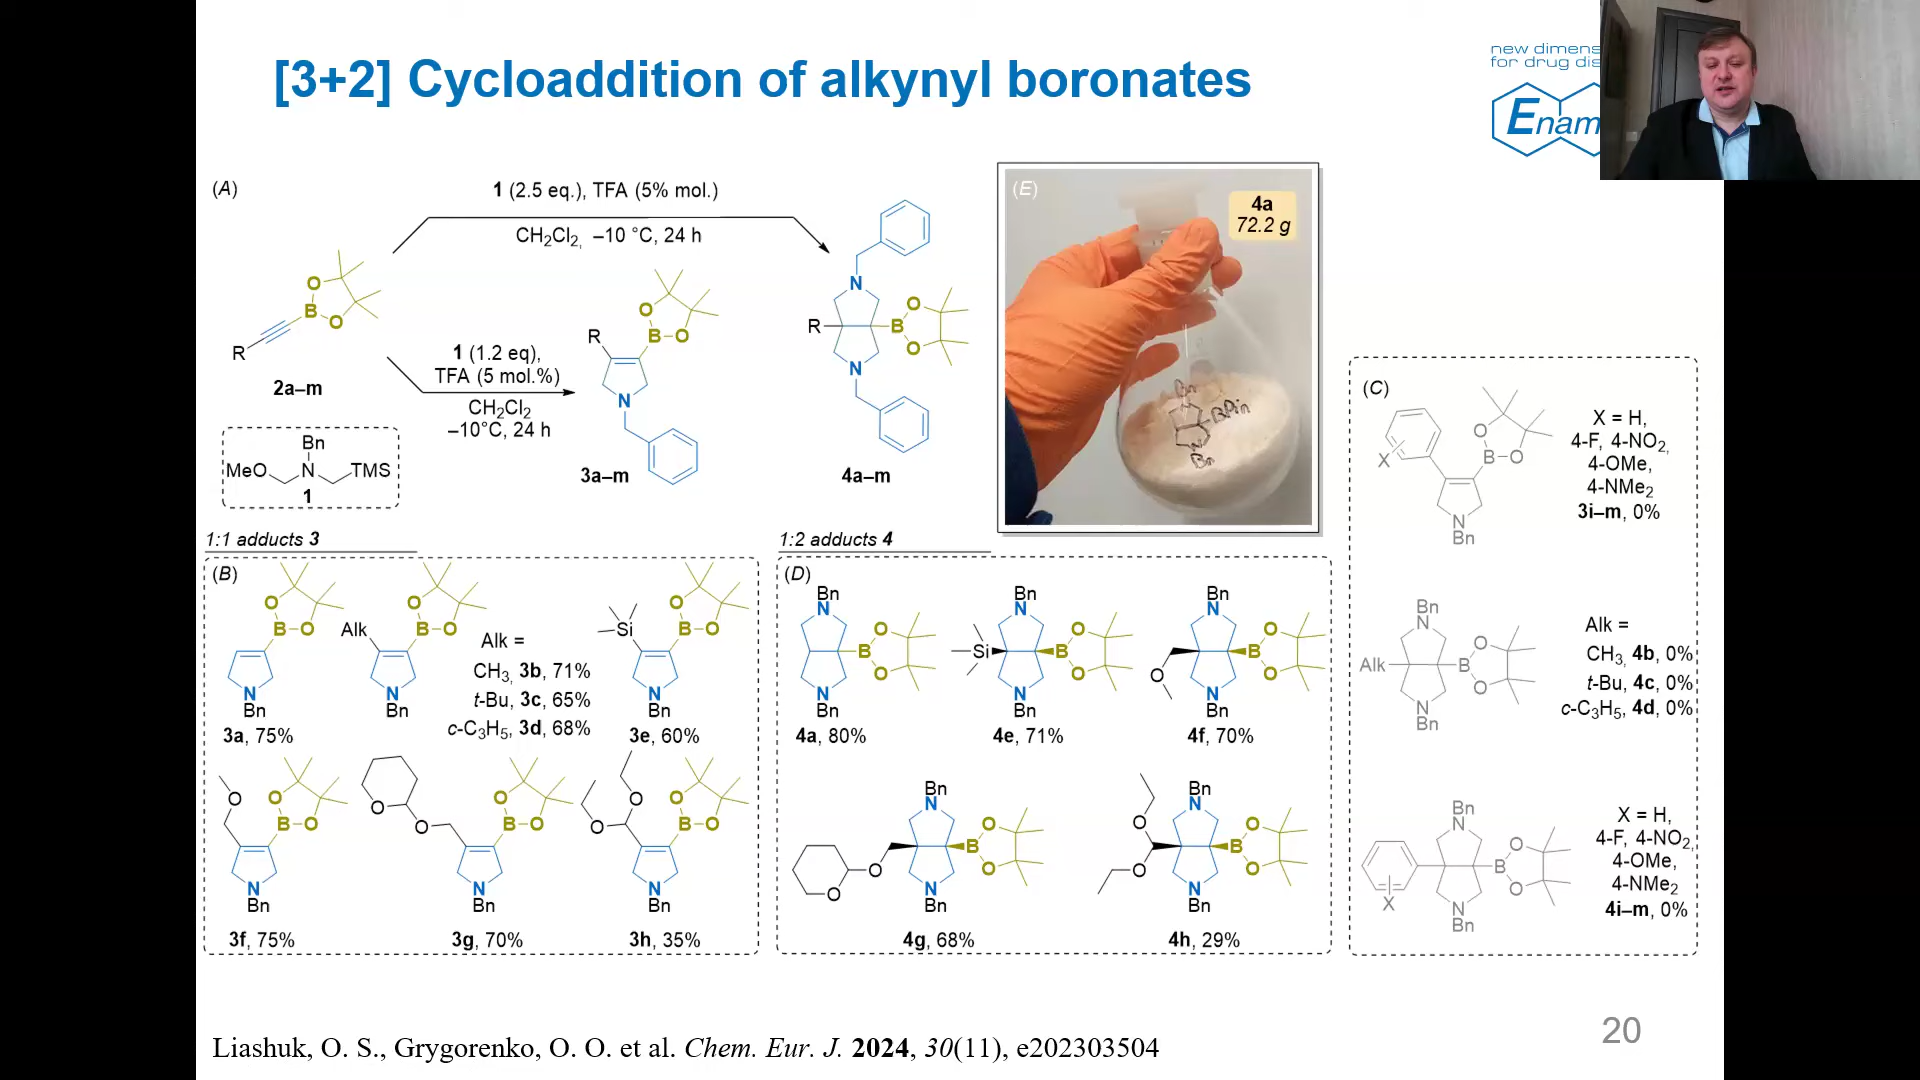 [3+2] Cycloaddition of alkynyl boronates
new dimens
for drug dis
Enam
(A)
1 (2.5 eq.), TFA (5% mol.)
CH₂Cl₂, –10 °C, 24 h
R
B
O
O
2a–m
1 (1.2 eq),
TFA (5 mol.%)
CH₂Cl₂
–10°C, 24 h
R
B
O
O
N
3a–m
N
R
B
O
O
N
4a–m
Bn
MeO N TMS
1
(E)
4a
72.2 g
Bn
BPin
Bn
1:1 adducts 3
(B)
O
B–O
N
Bn
3a, 75%
Alk
O
B–O
N
Bn
Alk =
CH₃, 3b, 71%
t-Bu, 3c, 65%
c-C₃H₅, 3d, 68%
Si
O
B–O
N
Bn
3e, 60%
O
O
B–O
N
Bn
3f, 75%
O
O
O
B–O
N
Bn
3g, 70%
O
O
O
B–O
N
Bn
3h, 35%
1:2 adducts 4
(D)
Bn
N
B
O
O
N
Bn
4a, 80%
Bn
N
Si
B
O
O
N
Bn
4e, 71%
Bn
N
O
B
O
O
N
Bn
4f, 70%
Bn
N
O
O
B
O
O
N
Bn
4g, 68%
Bn
N
O
O
B
O
O
N
Bn
4h, 29%
(C)
X
O
B–O
N
Bn
X = H,
4-F, 4-NO₂,
4-OMe,
4-NMe₂
3i–m, 0%
Bn
N
Alk
B
O
O
N
Bn
Alk =
CH₃, 4b, 0%
t-Bu, 4c, 0%
c-C₃H₅, 4d, 0%
Bn
N
X
B
O
O
N
Bn
X = H,
4-F, 4-NO₂,
4-OMe,
4-NMe₂
4i–m, 0%
Liashuk, O. S., Grygorenko, O. O. et al. Chem. Eur. J. 2024, 30(11), e202303504
20